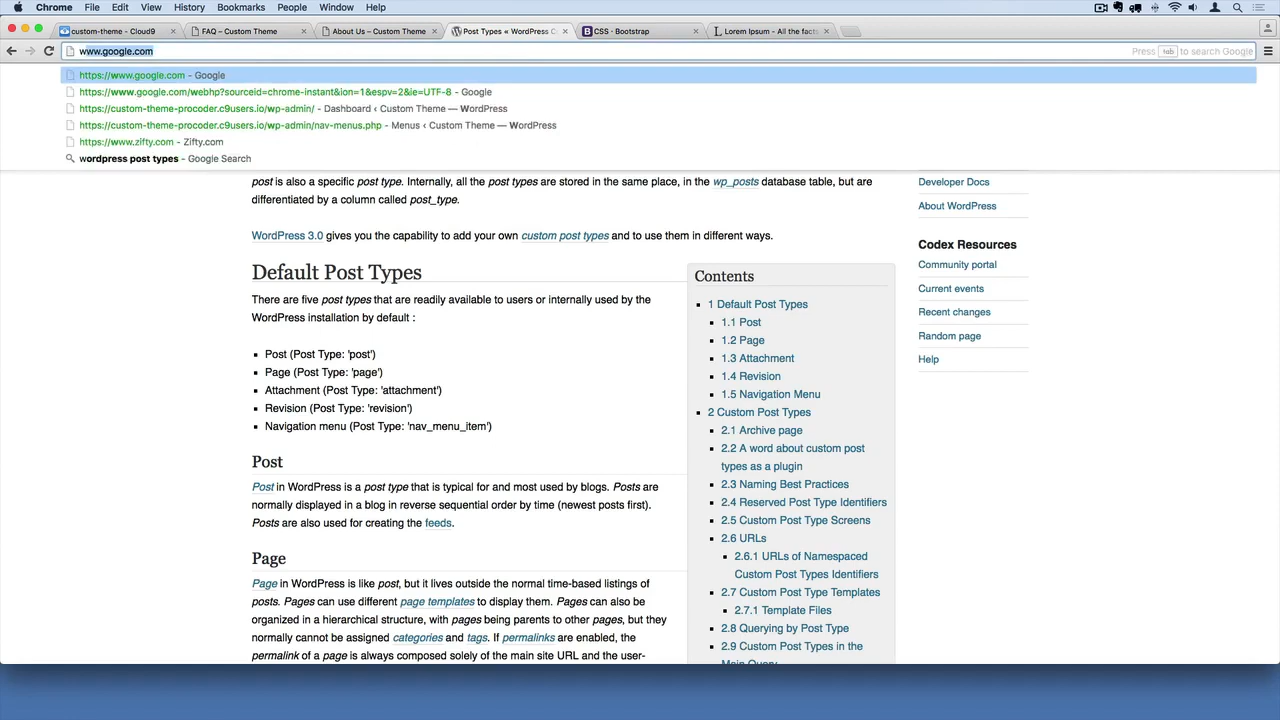 Chrome File Edit View History Bookmarks People Window Help
custom-theme - Cloud9 × FAQ – Custom Theme × About Us – Custom Theme × Post Types « WordPress C × CSS · Bootstrap × Lorem Ipsum - All the facts ×
www.google.com Press tab to search Google
https://www.google.com - Google
https://www.google.com/webhp?sourceid=chrome-instant&ion=1&espv=2&ie=UTF-8 - Google
https://custom-theme-procoder.c9users.io/wp-admin/ - Dashboard ‹ Custom Theme — WordPress
https://custom-theme-procoder.c9users.io/wp-admin/nav-menus.php - Menus ‹ Custom Theme — WordPress
https://www.zifty.com - Zifty.com
wordpress post types - Google Search
post is also a specific post type. Internally, all the post types are stored in the same place, in the wp_posts database table, but are
differentiated by a column called post_type.
WordPress 3.0 gives you the capability to add your own custom post types and to use them in different ways.
Default Post Types
There are five post types that are readily available to users or internally used by the
WordPress installation by default :
Post (Post Type: 'post')
Page (Post Type: 'page')
Attachment (Post Type: 'attachment')
Revision (Post Type: 'revision')
Navigation menu (Post Type: 'nav_menu_item')
Post
Post in WordPress is a post type that is typical for and most used by blogs. Posts are
normally displayed in a blog in reverse sequential order by time (newest posts first).
Posts are also used for creating the feeds.
Page
Page in WordPress is like post, but it lives outside the normal time-based listings of
posts. Pages can use different page templates to display them. Pages can also be
organized in a hierarchical structure, with pages being parents to other pages, but they
normally cannot be assigned categories and tags. If permalinks are enabled, the
permalink of a page is always composed solely of the main site URL and the user-
Contents
1 Default Post Types
1.1 Post
1.2 Page
1.3 Attachment
1.4 Revision
1.5 Navigation Menu
2 Custom Post Types
2.1 Archive page
2.2 A word about custom post
types as a plugin
2.3 Naming Best Practices
2.4 Reserved Post Type Identifiers
2.5 Custom Post Type Screens
2.6 URLs
2.6.1 URLs of Namespaced
Custom Post Types Identifiers
2.7 Custom Post Type Templates
2.7.1 Template Files
2.8 Querying by Post Type
2.9 Custom Post Types in the
Main Query
Developer Docs
About WordPress
Codex Resources
Community portal
Current events
Recent changes
Random page
Help